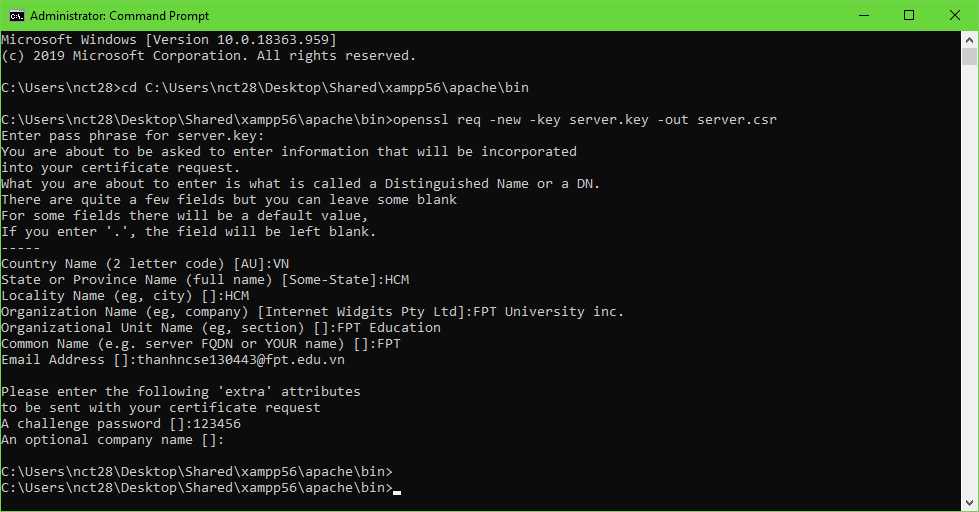 Administrator: Command Prompt
Microsoft Windows [Version 10.0.18363.959]
(c) 2019 Microsoft Corporation. All rights reserved.
C:\Users\nct28>cd C:\Users\nct28\Desktop\Shared\xampp56\apache\bin
C:\Users\nct28\Desktop\Shared\xampp56\apache\bin>openssl req -new -key server.key -out server.csr
Enter pass phrase for server.key:
You are about to be asked to enter information that will be incorporated
into your certificate request.
What you are about to enter is what is called a Distinguished Name or a DN.
There are quite a few fields but you can leave some blank
For some fields there will be a default value,
If you enter '.', the field will be left blank.
-----
Country Name (2 letter code) [AU]:VN
State or Province Name (full name) [Some-State]:HCM
Locality Name (eg, city) []:HCM
Organization Name (eg, company) [Internet Widgits Pty Ltd]:FPT University inc.
Organizational Unit Name (eg, section) []:FPT Education
Common Name (e.g. server FQDN or YOUR name) []:FPT
Email Address []:thanhncse130443@fpt.edu.vn
Please enter the following 'extra' attributes
to be sent with your certificate request
A challenge password []:123456
An optional company name []:
C:\Users\nct28\Desktop\Shared\xampp56\apache\bin>
C:\Users\nct28\Desktop\Shared\xampp56\apache\bin>